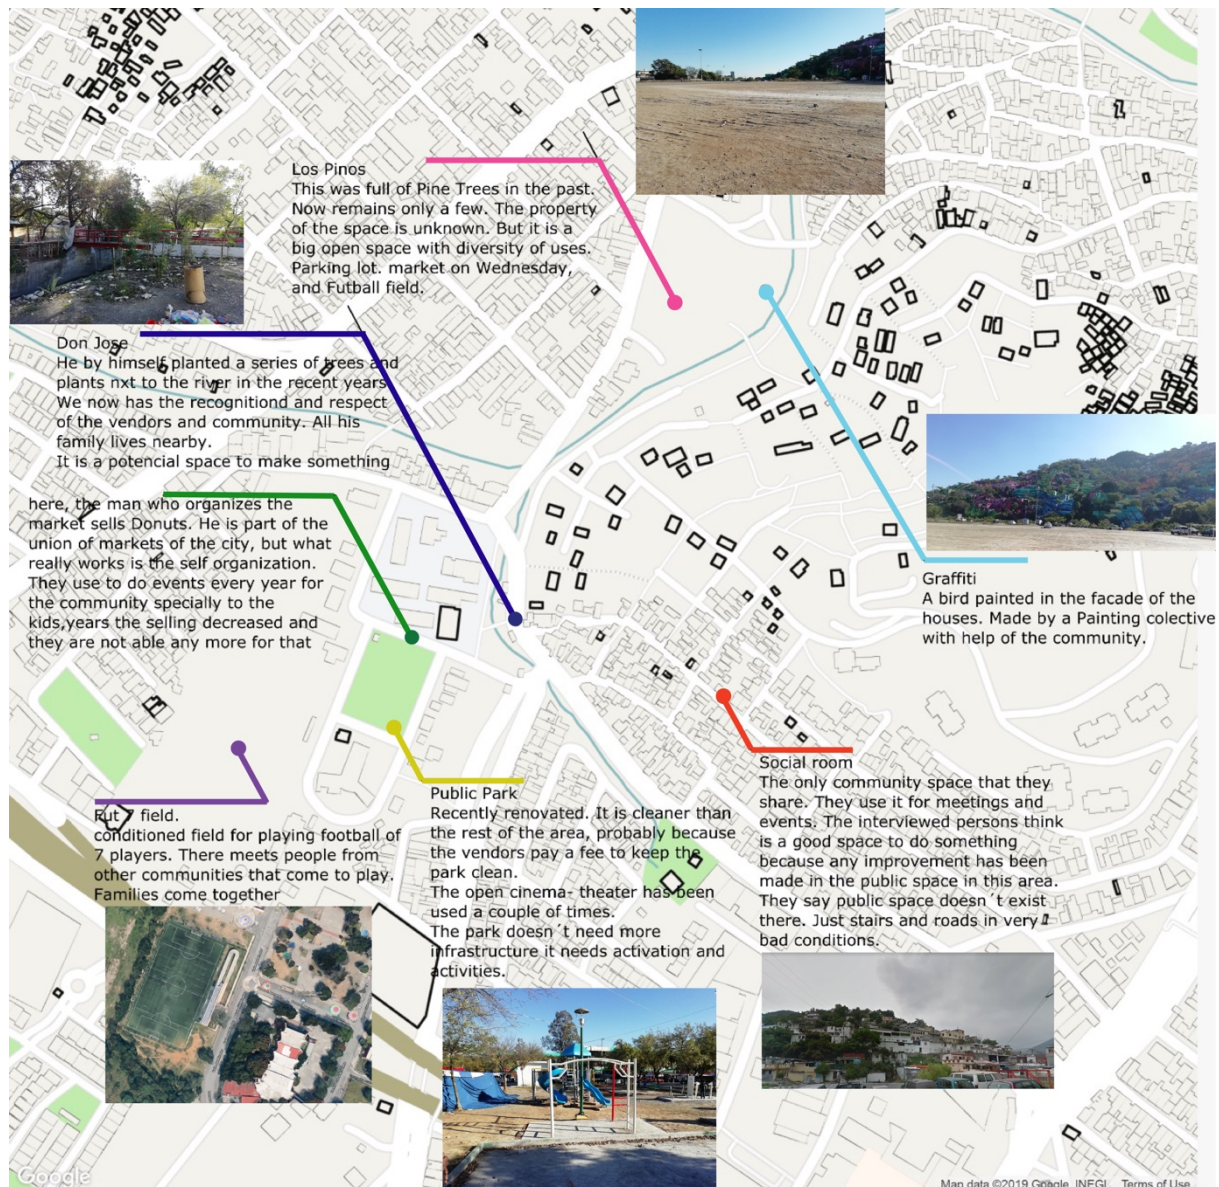 Los Pinos
This was full of Pine Trees in the past.
Now remains only a few. The property
of the space is unknown. But it is a
big open space with diversity of uses.
Parking lot. market on Wednesday,
and Futball field.
Don Jose
He by himself planted a series of trees and
plants nxt to the river in the recent years
We now has the recognitiond and respect
of the vendors and community. All his
family lives nearby.
It is a potencial space to make something
here, the man who organizes the
market sells Donuts. He is part of the
union of markets of the city, but what
really works is the self organization.
They use to do events every year for
the community specially to the
kids,years the selling decreased and
they are not able any more for that
Graffiti
A bird painted in the facade of the
houses. Made by a Painting colective
with help of the community.
Fut 7 field.
conditioned field for playing football of
7 players. There meets people from
other communities that come to play.
Families come together
Public Park
Recently renovated. It is cleaner than
the rest of the area, probably because
the vendors pay a fee to keep the
park clean.
The open cinema- theater has been
used a couple of times.
The park doesn´t need more
infrastructure it needs activation and
activities.
Social room
The only community space that they
share. They use it for meetings and
events. The interviewed persons think
is a good space to do something
because any improvement has been
made in the public space in this area.
They say public space doesn´t exist
there. Just stairs and roads in very
bad conditions.
Google
Map data ©2019 Google, INEGI Terms of Use